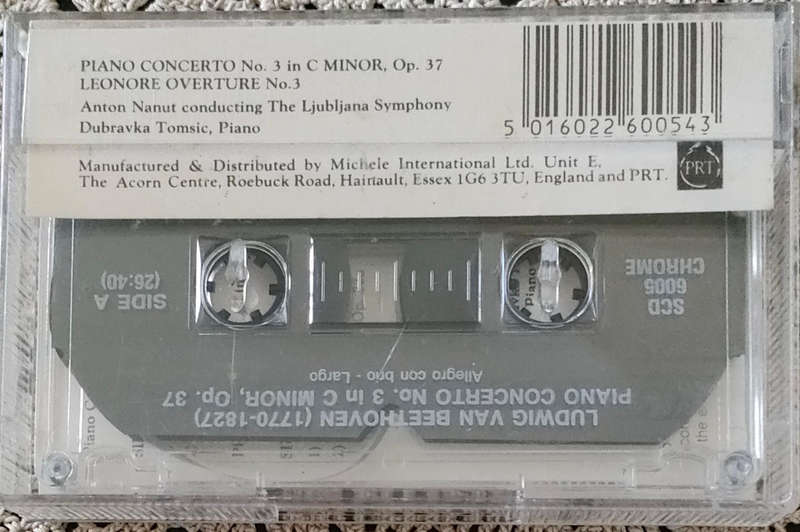 PIANO CONCERTO No. 3 in C MINOR, Op. 37
LEONORE OVERTURE No.3
Anton Nanut conducting The Ljubljana Symphony
Dubravka Tomsic, Piano
5 016022 600543
Manufactured & Distributed by Michele International Ltd. Unit E,
The Acorn Centre, Roebuck Road, Hainault, Essex 1G6 3TU, England and PRT.
PRT
LUDWIG VAN BEETHOVEN (1770-1827)
PIANO CONCERTO No. 3 in C MINOR, Op. 37
Allegro con brio - Largo
SCD
6005
CHROME
SIDE A
(26:40)
Piano
Piano C
the e